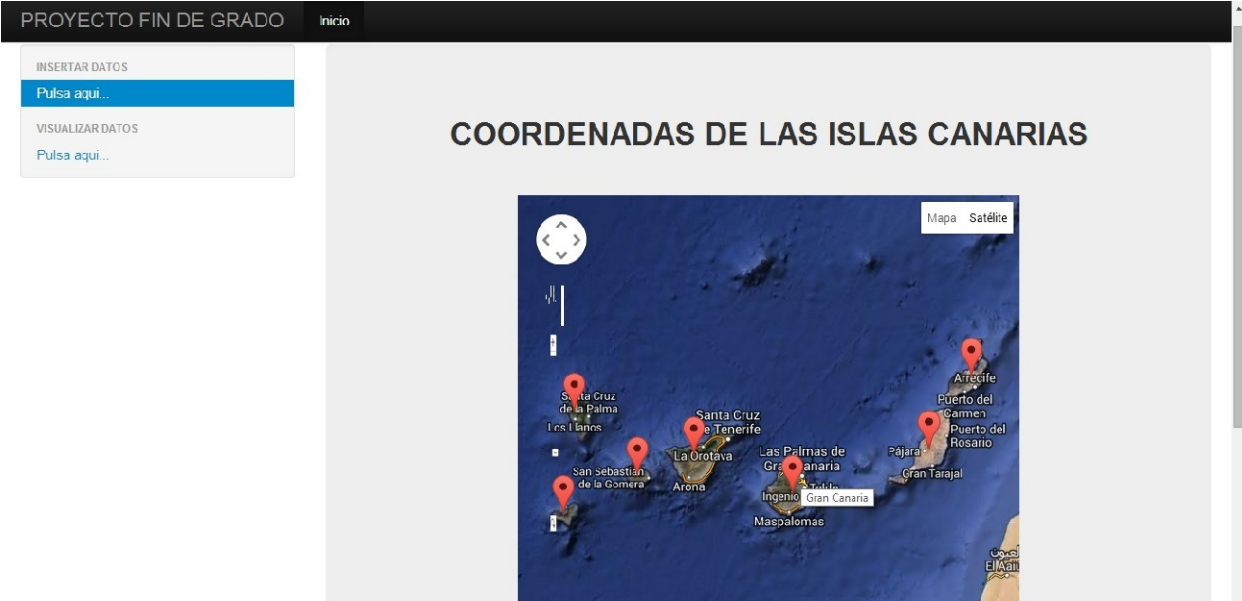 PROYECTO FIN DE GRADO
Inicio
INSERTAR DATOS
Pulsa aqui...
VISUALIZAR DATOS
Pulsa aqui...
COORDENADAS DE LAS ISLAS CANARIAS
Mapa Satélite
Arrecife
Puerto del
Carmen
Puerto del
Rosario
Pájara
Gran Tarajal
Santa Cruz
de la Palma
Los Llanos
Santa Cruz
de Tenerife
La Orotava
Arona
San Sebastián
de la Gomera
Las Palmas de
Gran Canaria
Ingenio
Gran Canaria
Maspalomas
العيون